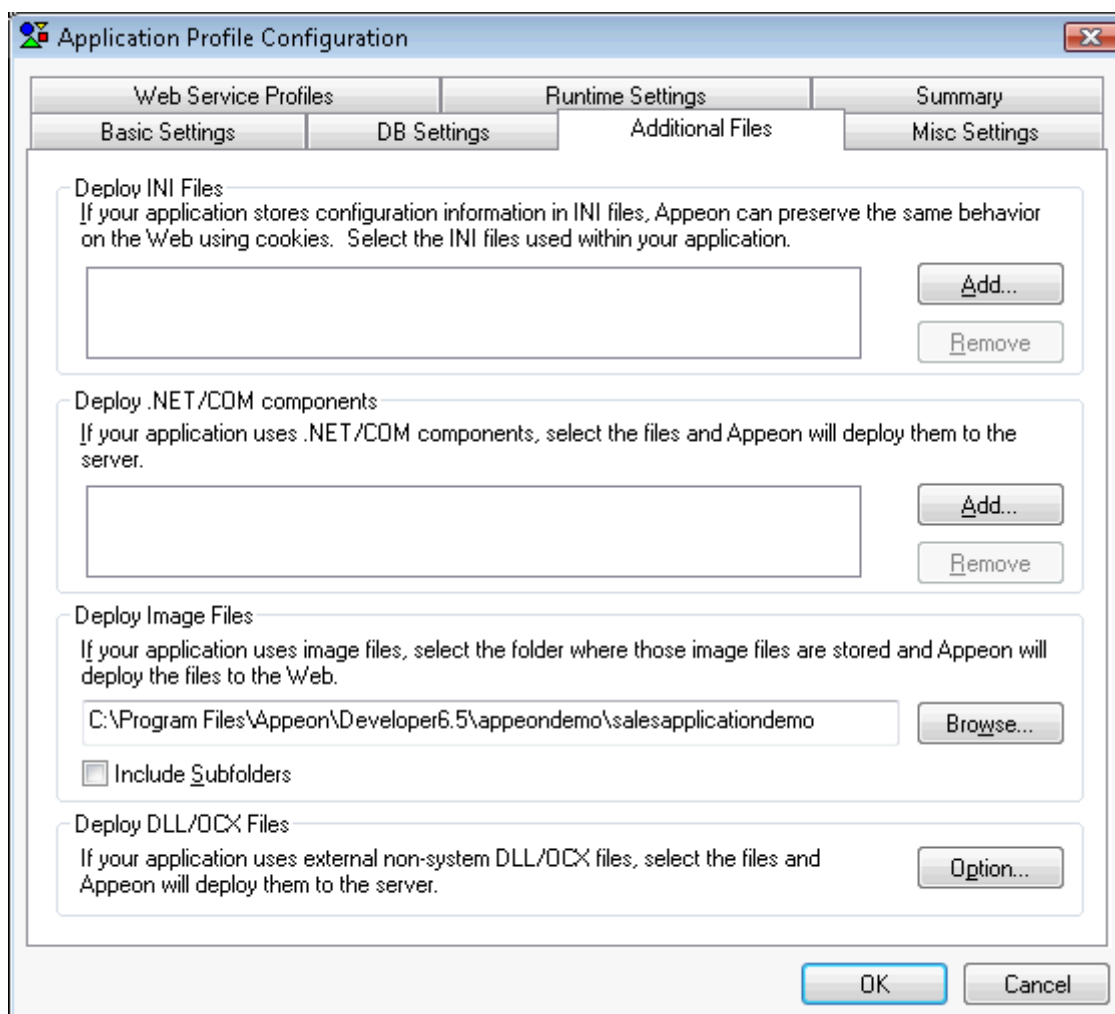 Application Profile Configuration
Web Service Profiles
Runtime Settings
Summary
Basic Settings
DB Settings
Additional Files
Misc Settings
Deploy INI Files
If your application stores configuration information in INI files, Appeon can preserve the same behavior
on the Web using cookies.  Select the INI files used within your application.
Add...
Remove
Deploy .NET/COM components
If your application uses .NET/COM components, select the files and Appeon will deploy them to the
server.
Add...
Remove
Deploy Image Files
If your application uses image files, select the folder where those image files are stored and Appeon will
deploy the files to the Web.
C:\Program Files\Appeon\Developer6.5\appeondemo\salesapplicationdemo
Browse...
Include Subfolders
Deploy DLL/OCX Files
If your application uses external non-system DLL/OCX files, select the files and
Appeon will deploy them to the server.
Option...
OK
Cancel